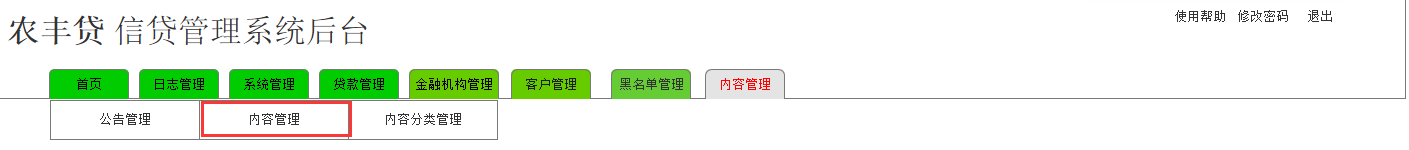 使用帮助 修改密码 退出
农丰贷 信贷管理系统后台
首页 日志管理 系统管理 贷款管理 金融机构管理 客户管理 黑名单管理 内容管理
公告管理 内容管理 内容分类管理